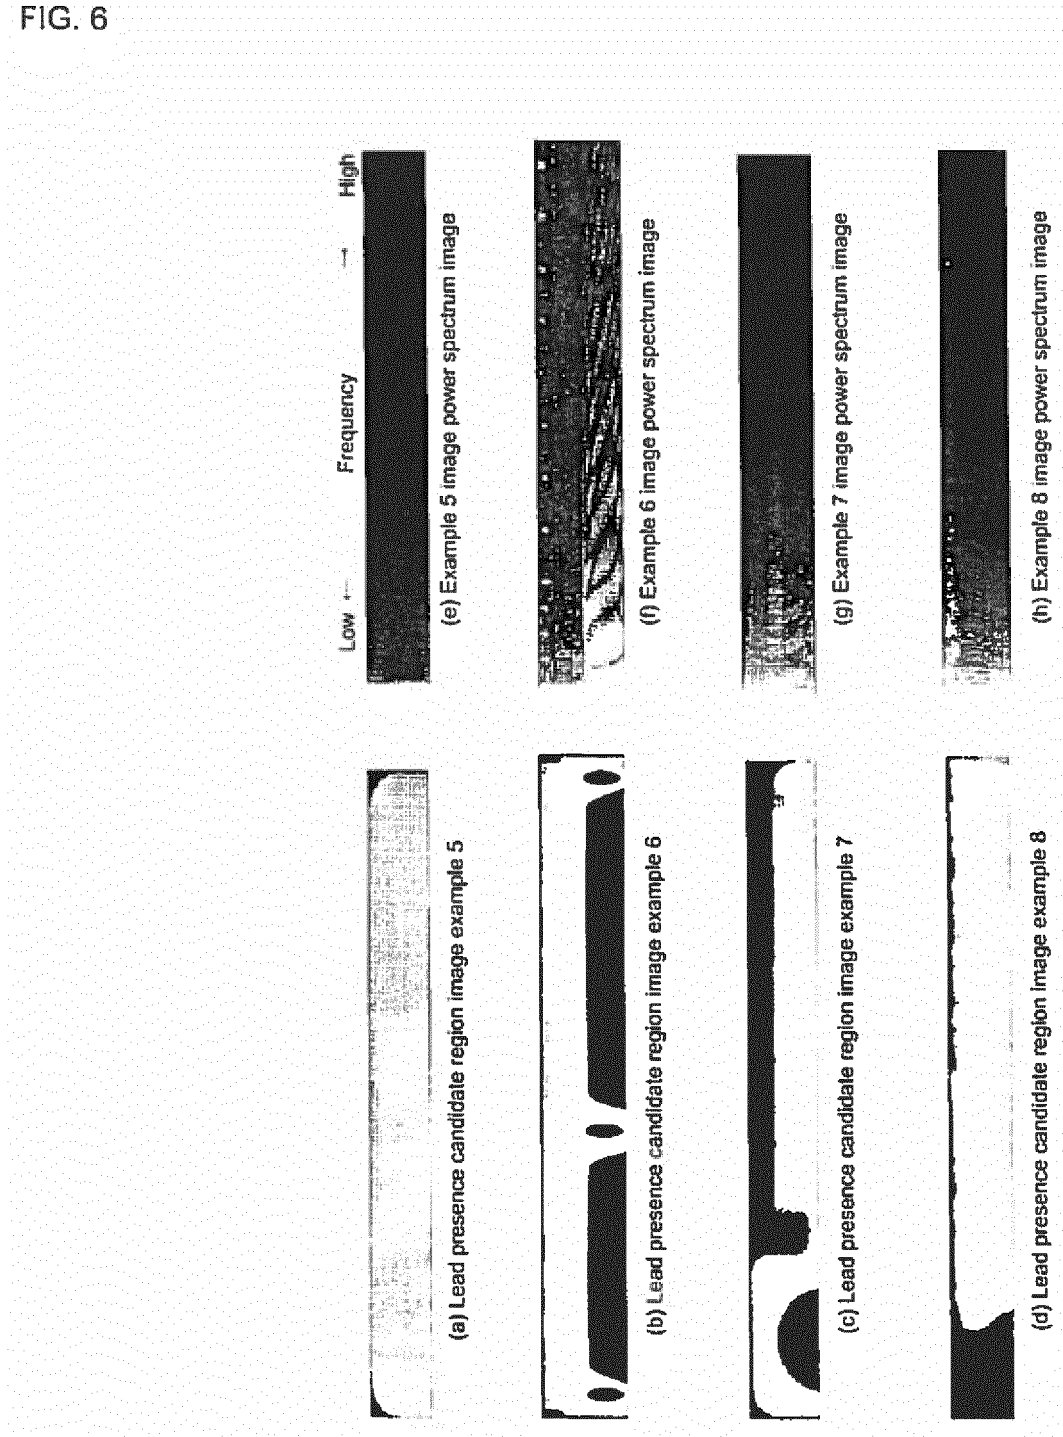 FIG. 6
Low ← Frequency → High
(a) Lead presence candidate region image example 5
(e) Example 5 image power spectrum image
(b) Lead presence candidate region image example 6
(f) Example 6 image power spectrum image
(c) Lead presence candidate region image example 7
(g) Example 7 image power spectrum image
(d) Lead presence candidate region image example 8
(h) Example 8 image power spectrum image